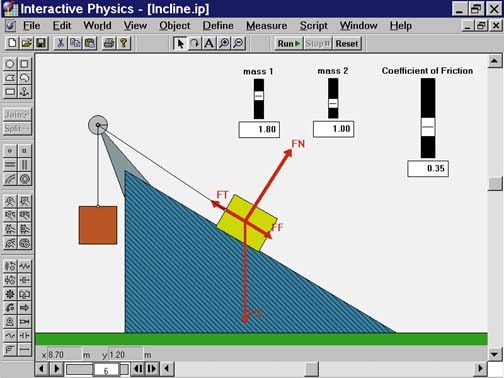 Interactive Physics - [Incline.ip]
File Edit World View Object Define Measure Script Window Help
Run Stop Reset
Join
Split
mass 1
1.80
mass 2
1.00
Coefficient of Friction
0.35
FN
FT
FF
x 8.70 m y 1.20 m
6